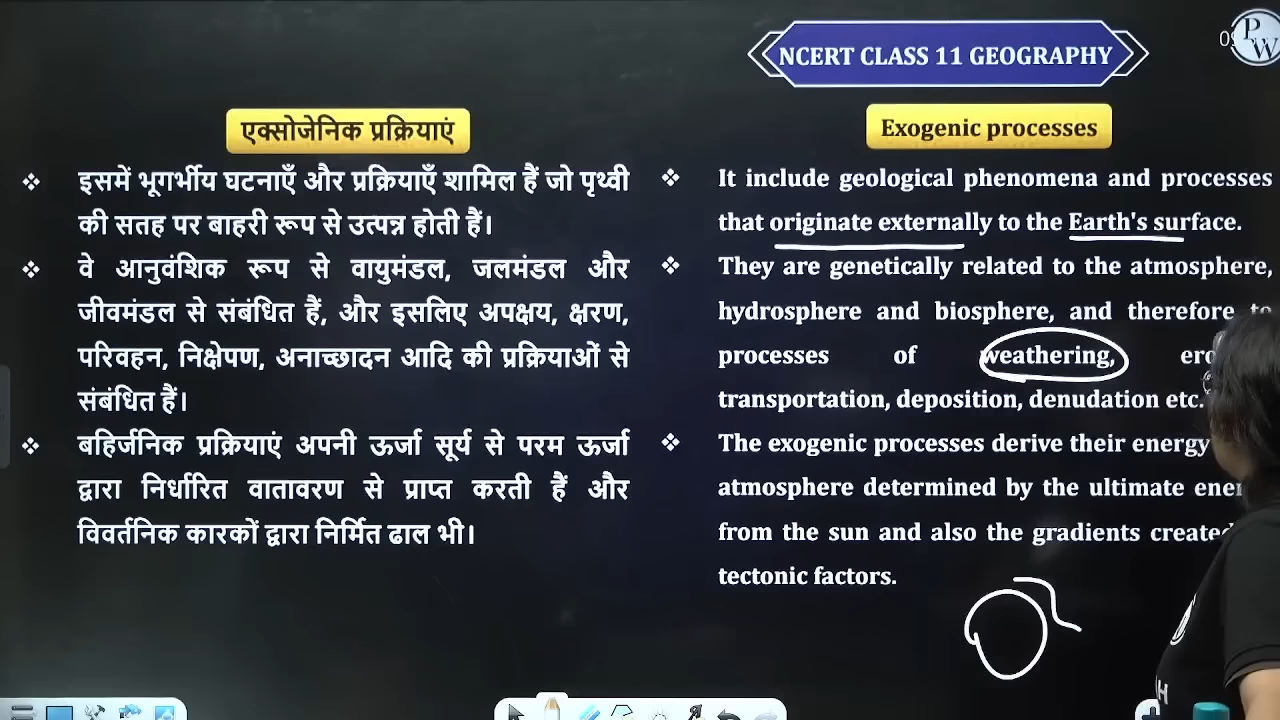 NCERT CLASS 11 GEOGRAPHY
PW
एक्सोजेनिक प्रक्रियाएं
❖ इसमें भूगर्भीय घटनाएँ और प्रक्रियाएँ शामिल हैं जो पृथ्वी
की सतह पर बाहरी रूप से उत्पन्न होती हैं।
❖ वे आनुवंशिक रूप से वायुमंडल, जलमंडल और
जीवमंडल से संबंधित हैं, और इसलिए अपक्षय, क्षरण,
परिवहन, निक्षेपण, अनाच्छादन आदि की प्रक्रियाओं से
संबंधित हैं।
❖ बहिर्जनिक प्रक्रियाएं अपनी ऊर्जा सूर्य से परम ऊर्जा
द्वारा निर्धारित वातावरण से प्राप्त करती हैं और
विवर्तनिक कारकों द्वारा निर्मित ढाल भी।
Exogenic processes
❖ It include geological phenomena and processes
that originate externally to the Earth's surface.
❖ They are genetically related to the atmosphere,
hydrosphere and biosphere, and therefore to
processes of weathering,
transportation, deposition, denudation etc.
❖ The exogenic processes derive their energy
atmosphere determined by the ultimate
from the sun and also the gradients
tectonic factors.